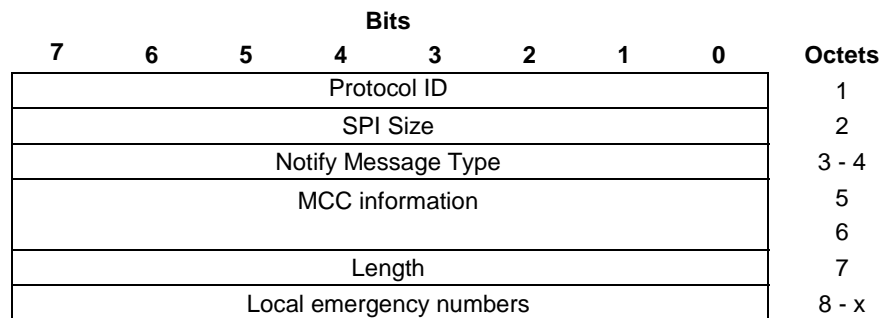 Bits
7 6 5 4 3 2 1 0 Octets
Protocol ID 1
SPI Size 2
Notify Message Type 3 - 4
MCC information 5
6
Length 7
Local emergency numbers 8 - x